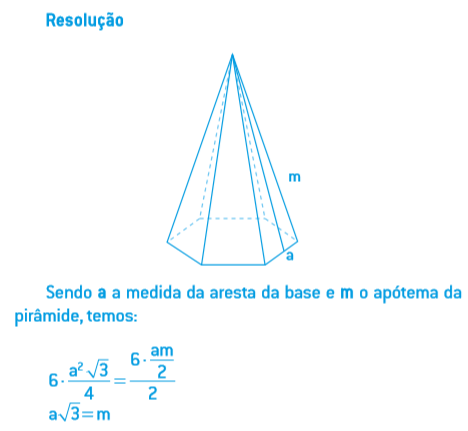 Resolução
m
a
Sendo a a medida da aresta da base e m o apótema da
pirâmide, temos:
6 · a² √3 / 4 = (6 · am / 2) / 2
a√3 = m